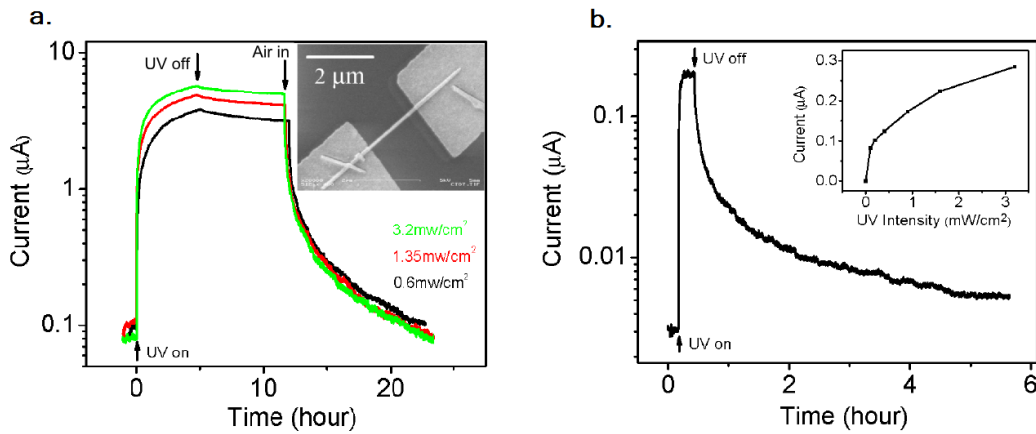 a.
10
1
0.1
Current (μA)
UV off
Air in
2 μm
3.2mw/cm²
1.35mw/cm²
0.6mw/cm²
UV on
0
10
20
Time (hour)
b.
0.1
0.01
Current (μA)
UV off
UV on
0.3
0.2
0.1
0.0
Current (μA)
0
1
2
3
UV Intensity (mW/cm²)
0
2
4
6
Time (hour)